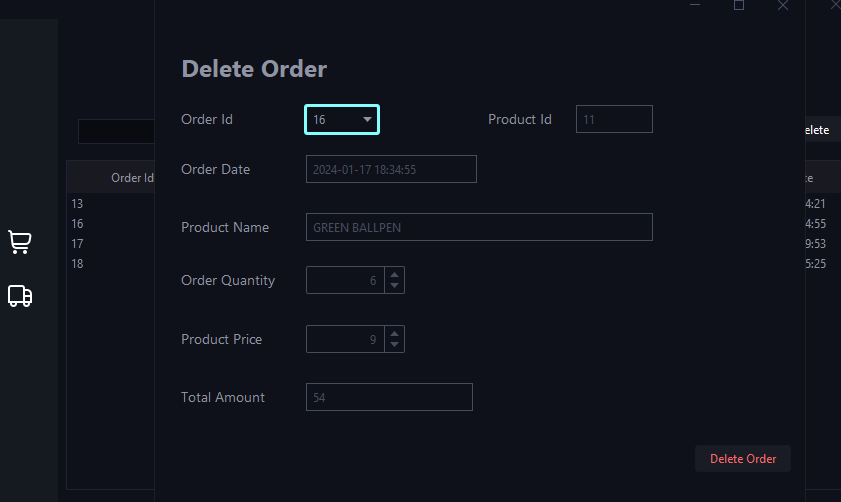 Delete Order
Order Id
16
Product Id
11
elete
Order Date
2024-01-17 18:34:55
Order Id
ce
13
4:21
16
4:55
Product Name
GREEN BALLPEN
17
9:53
18
5:25
Order Quantity
6
Product Price
9
Total Amount
54
Delete Order